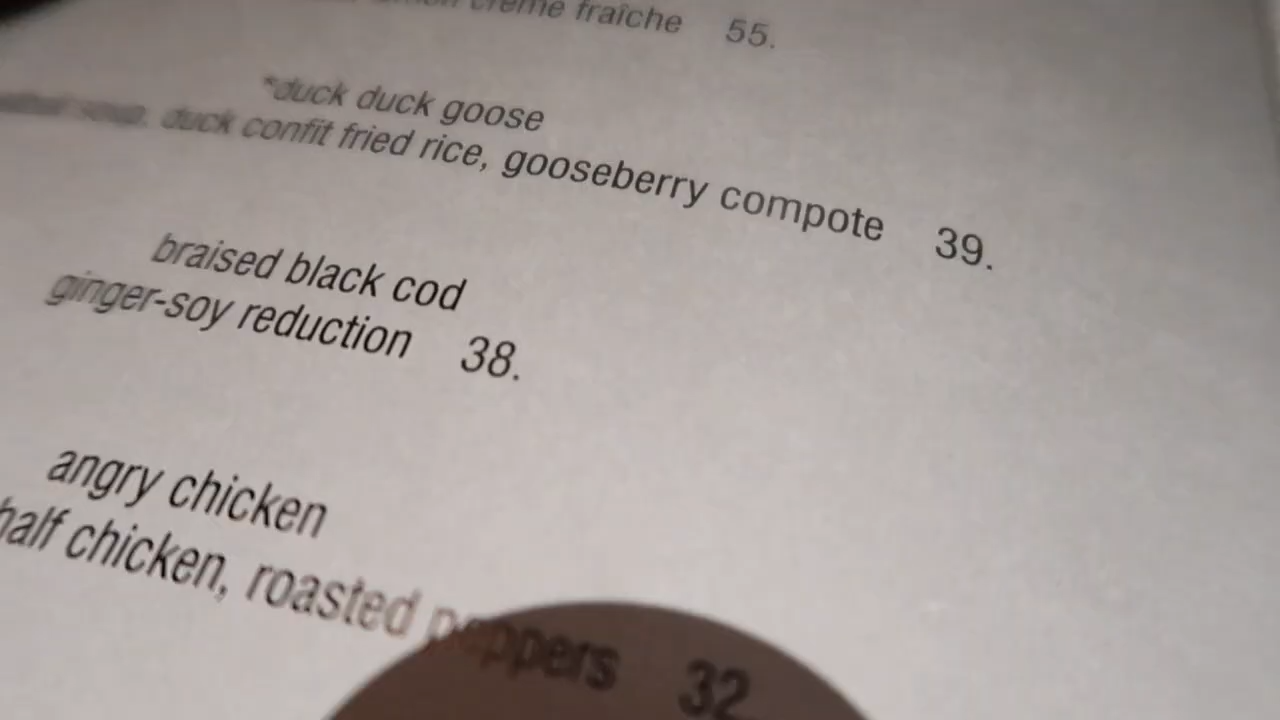 crème fraîche 55.
*duck duck goose
soup, duck confit fried rice, gooseberry compote 39.
braised black cod
ginger-soy reduction 38.
angry chicken
half chicken, roasted peppers 32